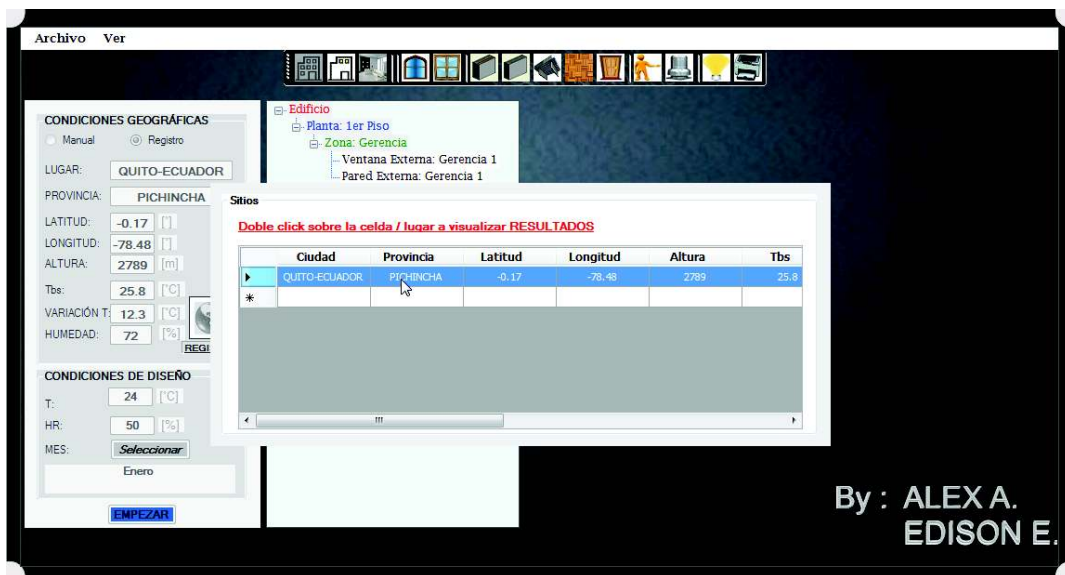 Archivo Ver
CONDICIONES GEOGRÁFICAS
Manual Registro
LUGAR: QUITO-ECUADOR
PROVINCIA: PICHINCHA
LATITUD: -0.17 [°]
LONGITUD: -78.48 [°]
ALTURA: 2789 [m]
Tbs: 25.8 [°C]
VARIACIÓN T: 12.3 [°C]
HUMEDAD: 72 [%]
REGI
CONDICIONES DE DISEÑO
T: 24 [°C]
HR: 50 [%]
MES: Seleccionar
Enero
EMPEZAR
Edificio
Planta: 1er Piso
Zona: Gerencia
Ventana Externa: Gerencia 1
Pared Externa: Gerencia 1
Sitios
Doble click sobre la celda / lugar a visualizar RESULTADOS
Ciudad Provincia Latitud Longitud Altura Tbs
QUITO-ECUADOR PICHINCHA -0.17 -78.48 2789 25.8
By : ALEX A.
EDISON E.